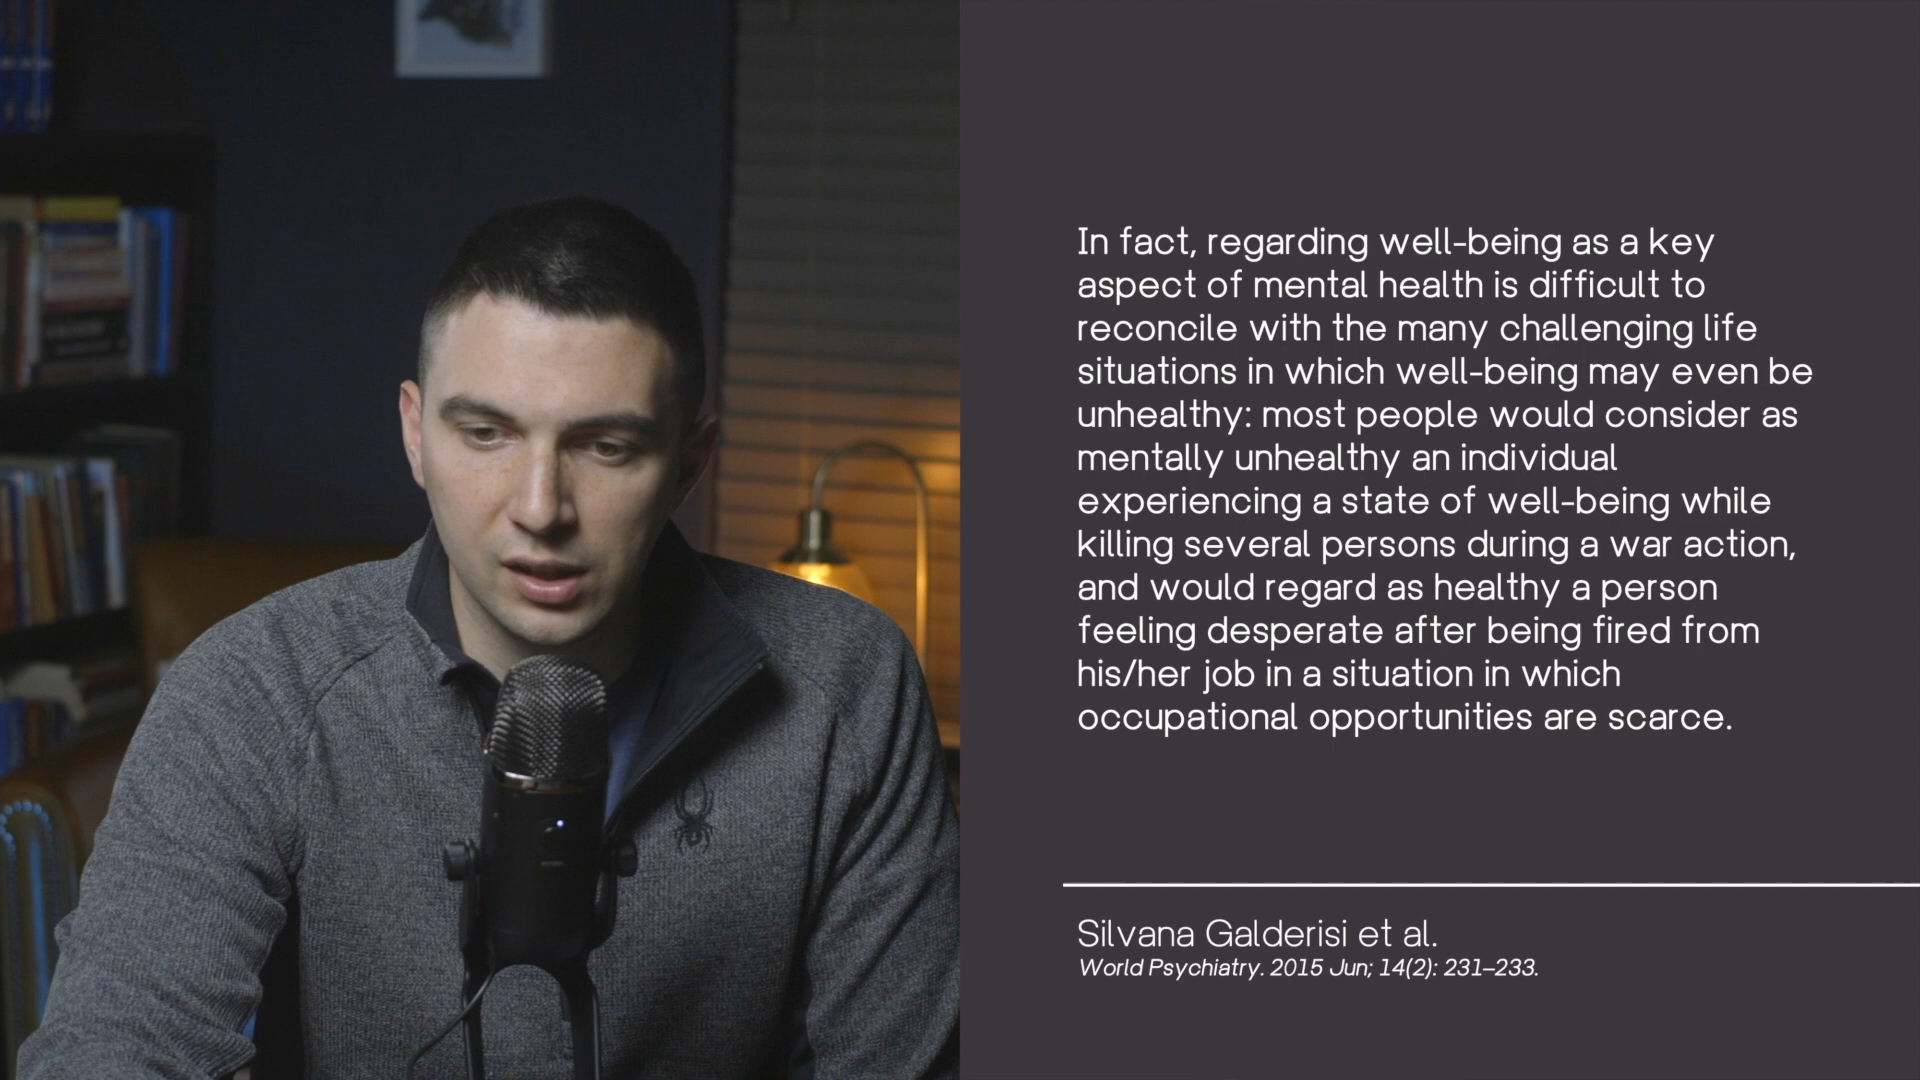 In fact, regarding well-being as a key
aspect of mental health is difficult to
reconcile with the many challenging life
situations in which well-being may even be
unhealthy: most people would consider as
mentally unhealthy an individual
experiencing a state of well-being while
killing several persons during a war action,
and would regard as healthy a person
feeling desperate after being fired from
his/her job in a situation in which
occupational opportunities are scarce.
Silvana Galderisi et al.
World Psychiatry. 2015 Jun; 14(2): 231–233.